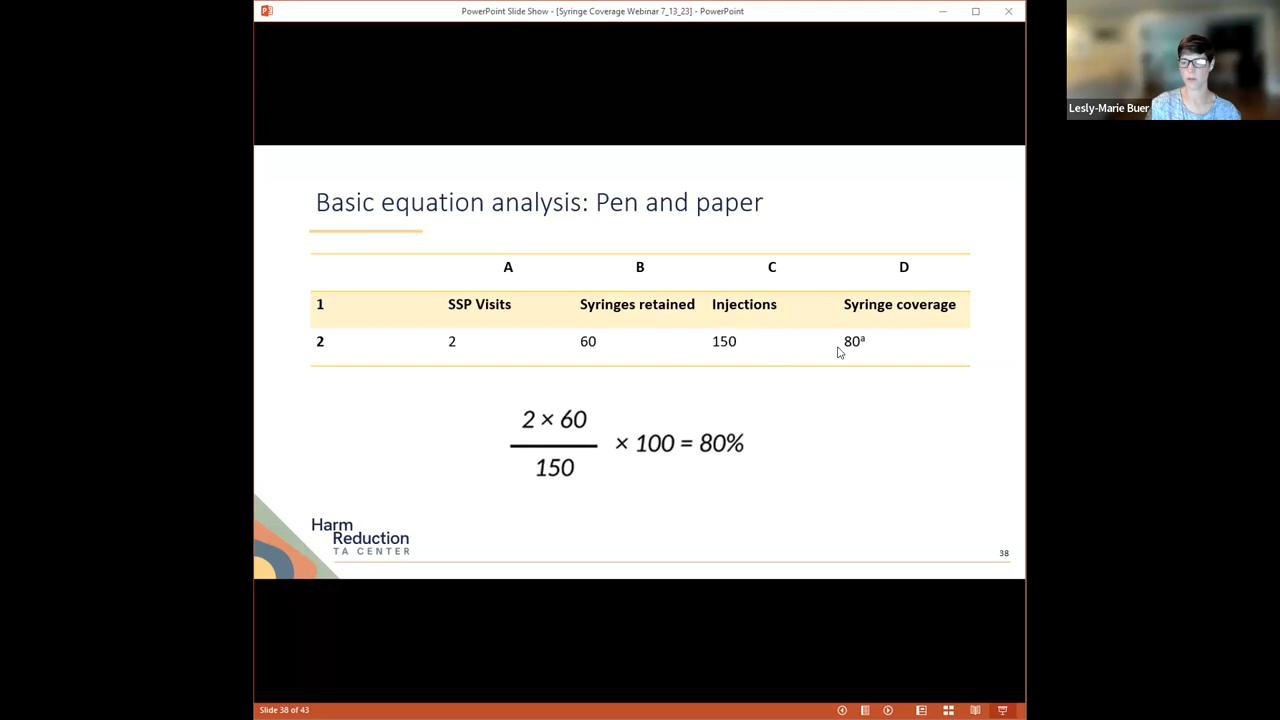 PowerPoint Slide Show - [Syringe Coverage Webinar 7_13_23] - PowerPoint
Lesly-Marie Buer
Basic equation analysis: Pen and paper
A B C D
1 SSP Visits Syringes retained Injections Syringe coverage
2 2 60 150 80ᵃ
2 × 60
150
× 100 = 80%
Harm
Reduction
TA CENTER
38
Slide 38 of 43